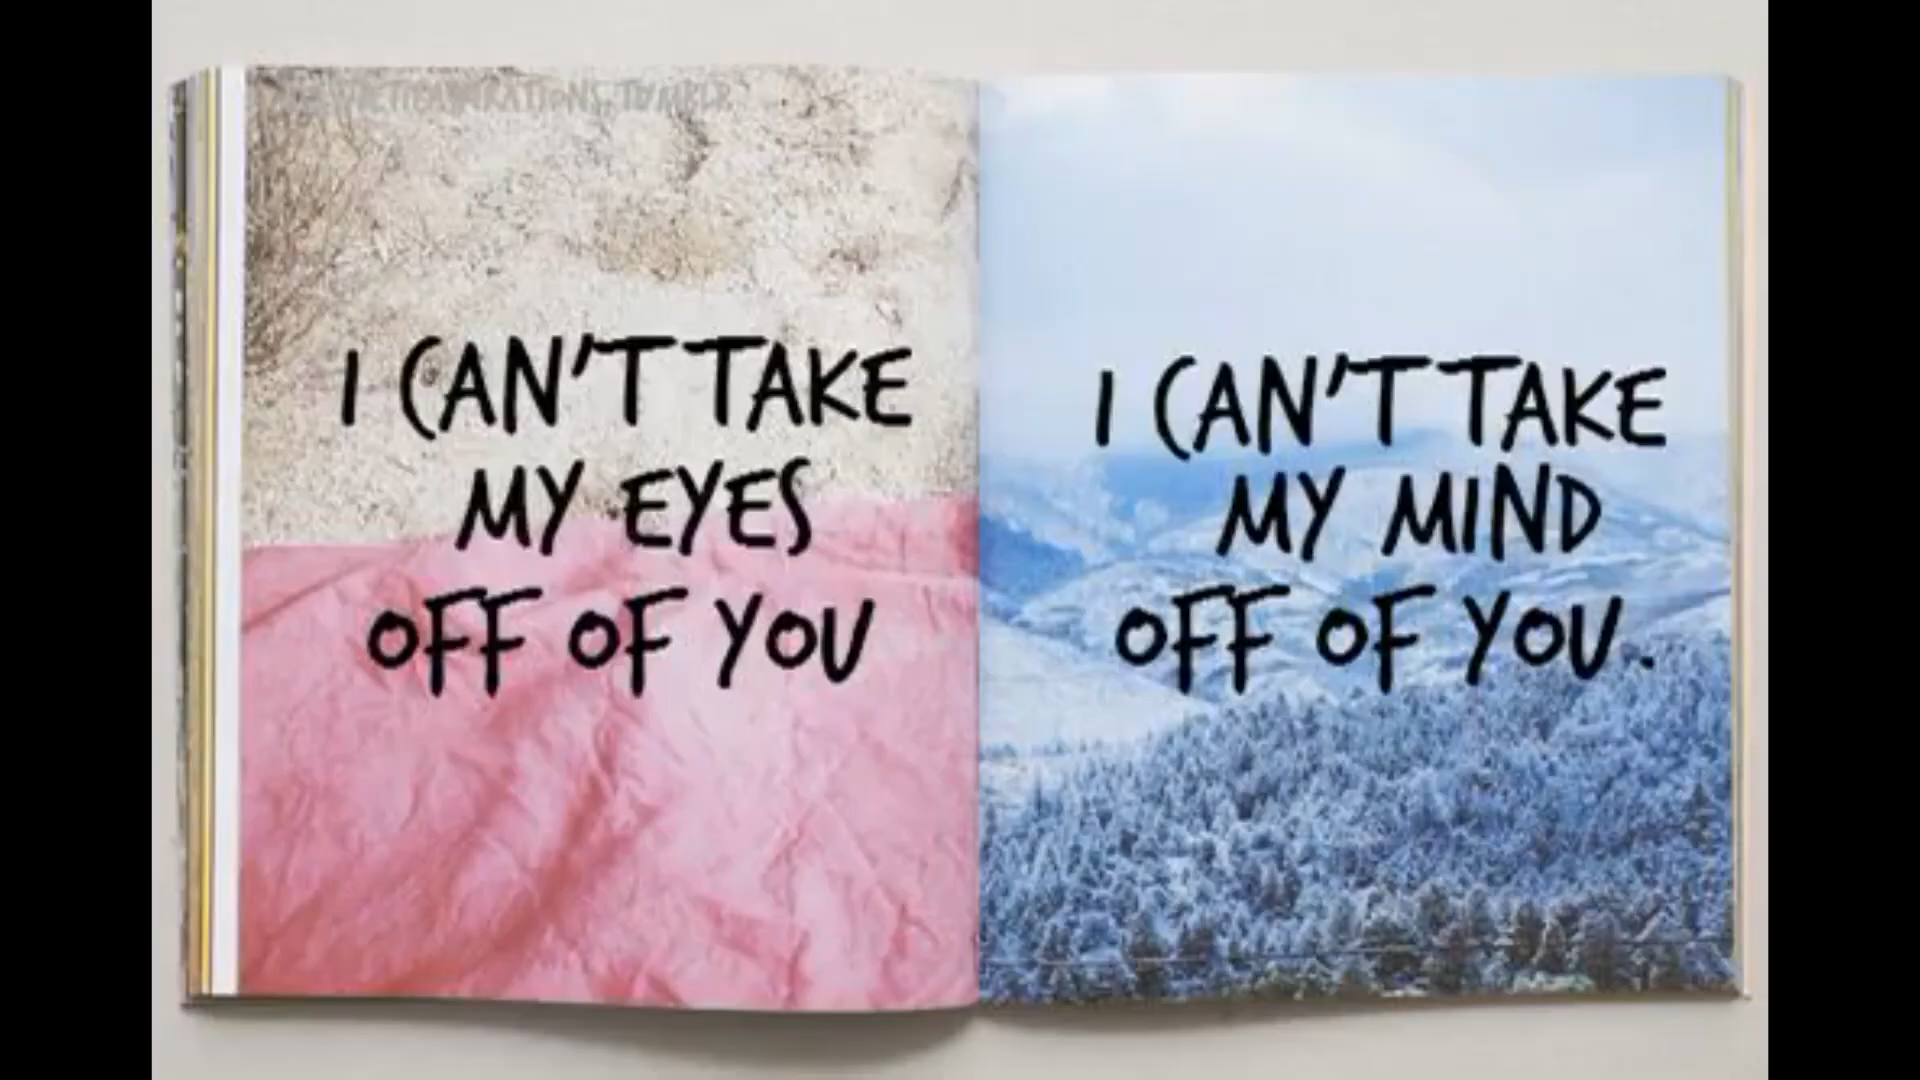 I CAN'T TAKE
MY EYES
OFF OF YOU
I CAN'T TAKE
MY MIND
OFF OF YOU.